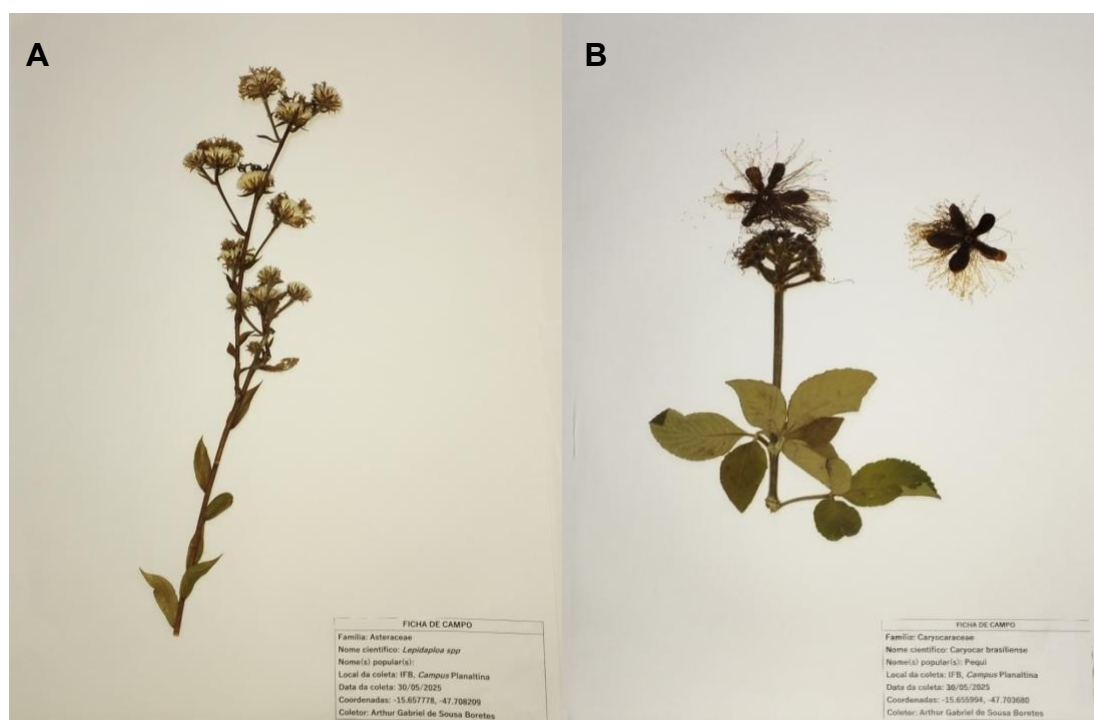 A
B
FICHA DE CAMPO
Família: Asteraceae
Nome científico: Lepidaploa spp
Nome(s) popular(s):
Local da coleta: IFB, Campus Planaltina
Data da coleta: 30/05/2025
Coordenadas: -15.657778, -47.708209
Coletor: Arthur Gabriel de Sousa Boretes
FICHA DE CAMPO
Família: Caryocaraceae
Nome científico: Caryocar brasiliense
Nome(s) popular(s): Pequi
Local da coleta: IFB, Campus Planaltina
Data da coleta: 30/05/2025
Coordenadas: -15.655994, -47.703680
Coletor: Arthur Gabriel de Sousa Boretes